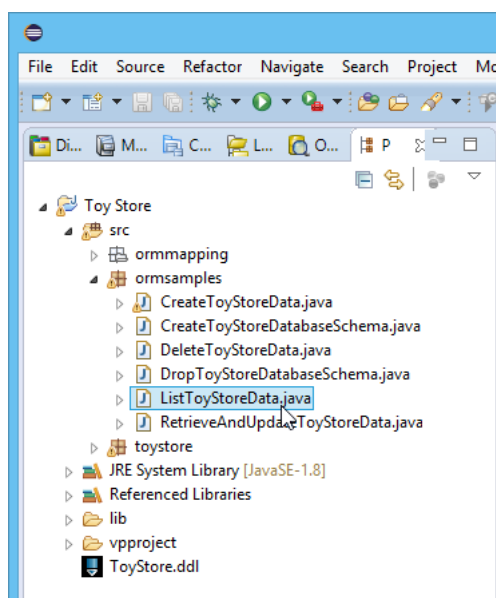 File Edit Source Refactor Navigate Search Project Mo
Di... M... C... L... O... P
Toy Store
src
ormmapping
ormsamples
CreateToyStoreData.java
CreateToyStoreDatabaseSchema.java
DeleteToyStoreData.java
DropToyStoreDatabaseSchema.java
ListToyStoreData.java
RetrieveAndUpdateToyStoreData.java
toystore
JRE System Library [JavaSE-1.8]
Referenced Libraries
lib
vpproject
ToyStore.ddl